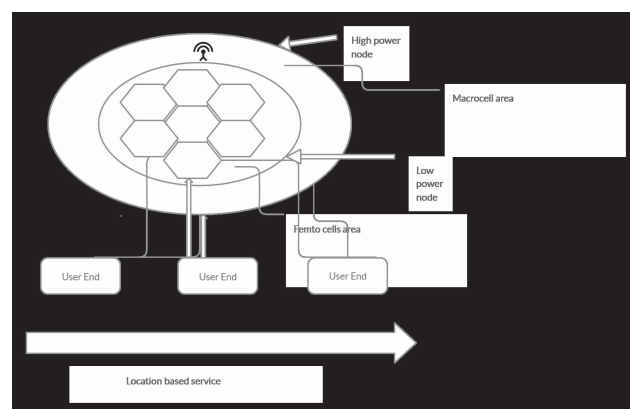 High power
node
Macrocell area
Low
power
node
Femto cells area
User End
User End
User End
Location based service